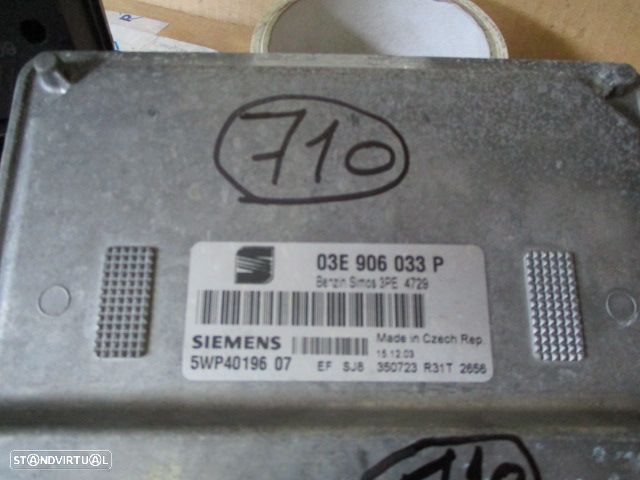 710
03E 906 033 P
Benzin Simos 3PE 4729
SIEMENS
Made in Czech Rep.
15.12.03
5WP40196 07
EF SJ8 350723 R31T 2656
710
STANDVIRTUAL